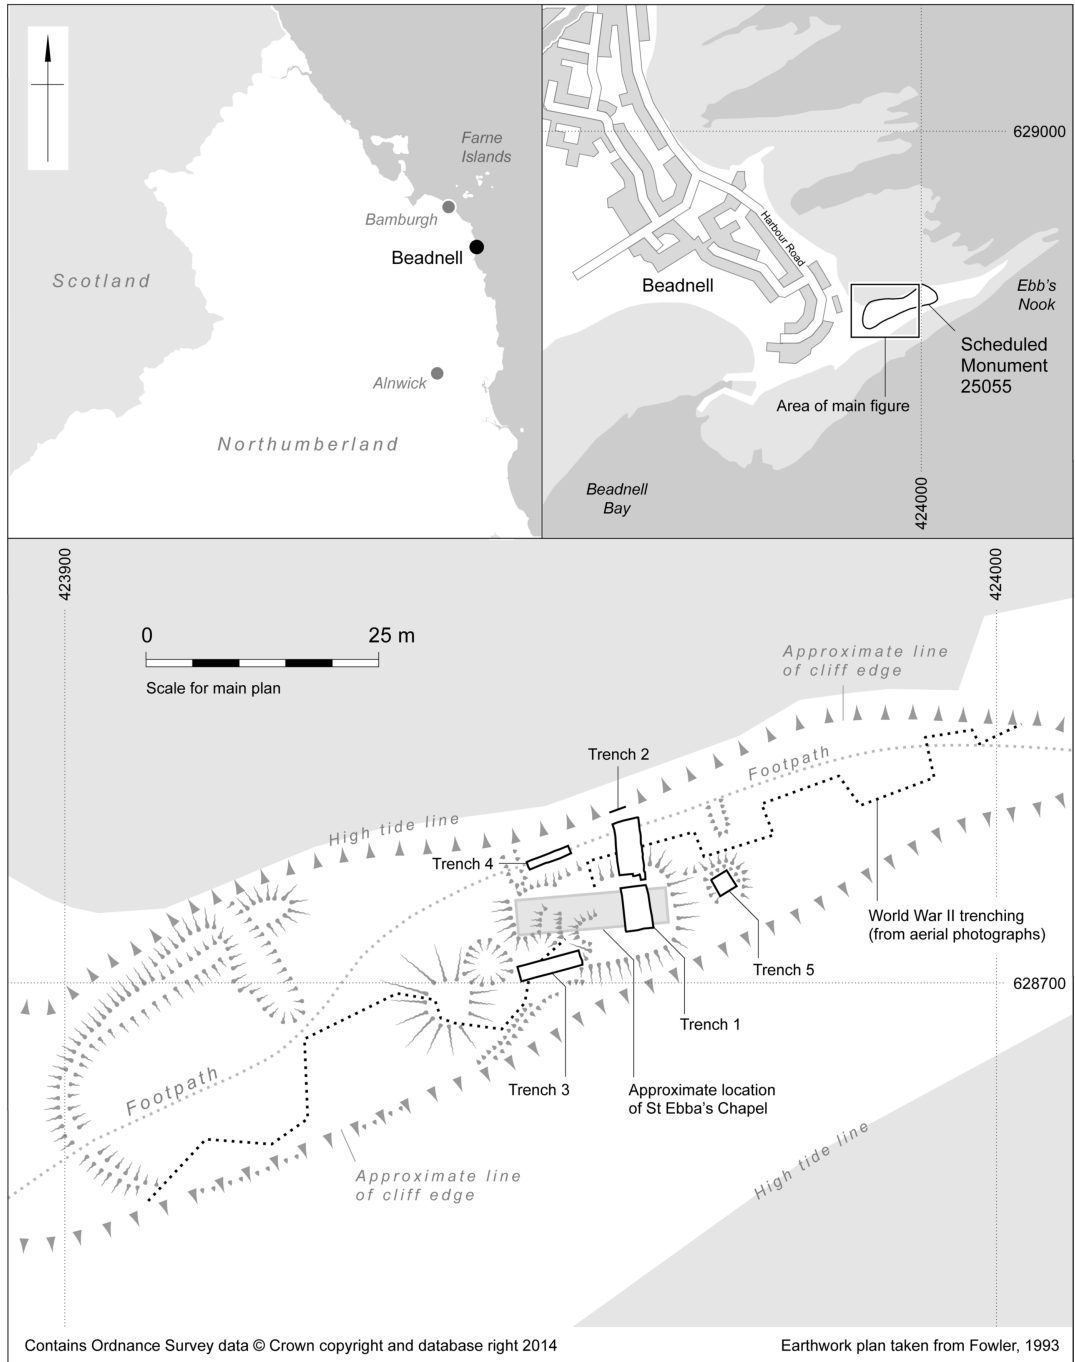 Farne
Islands
Bamburgh
Beadnell
Scotland
Alnwick
Northumberland
629000
Harbour Road
Beadnell
Ebb's
Nook
Scheduled
Monument
25055
Area of main figure
Beadnell
Bay
424000
423900
424000
0 25 m
Scale for main plan
Approximate line
of cliff edge
Trench 2
Footpath
High tide line
Trench 4
World War II trenching
(from aerial photographs)
Trench 5
628700
Trench 1
Trench 3
Approximate location
of St Ebba's Chapel
Footpath
High tide line
Approximate line
of cliff edge
Contains Ordnance Survey data © Crown copyright and database right 2014
Earthwork plan taken from Fowler, 1993